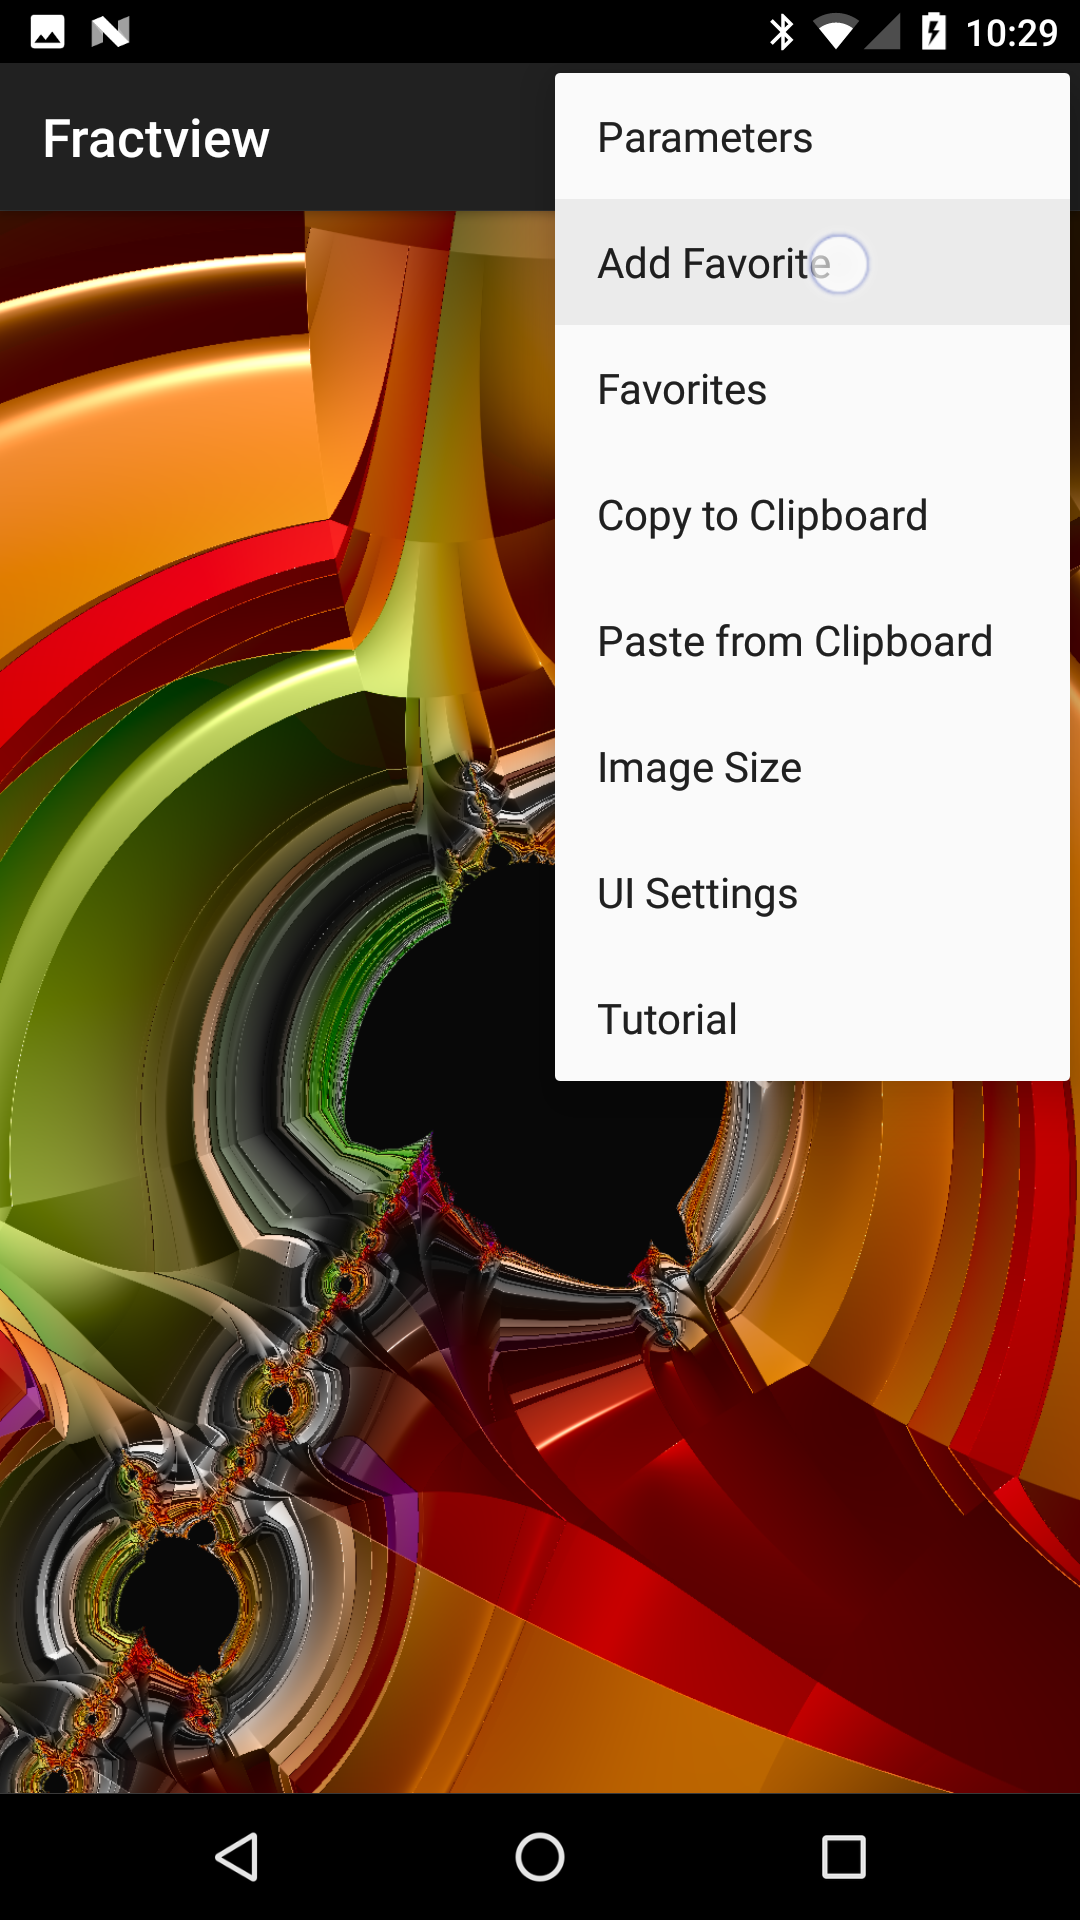 10:29
Fractview
Parameters
Add Favorite
Favorites
Copy to Clipboard
Paste from Clipboard
Image Size
UI Settings
Tutorial